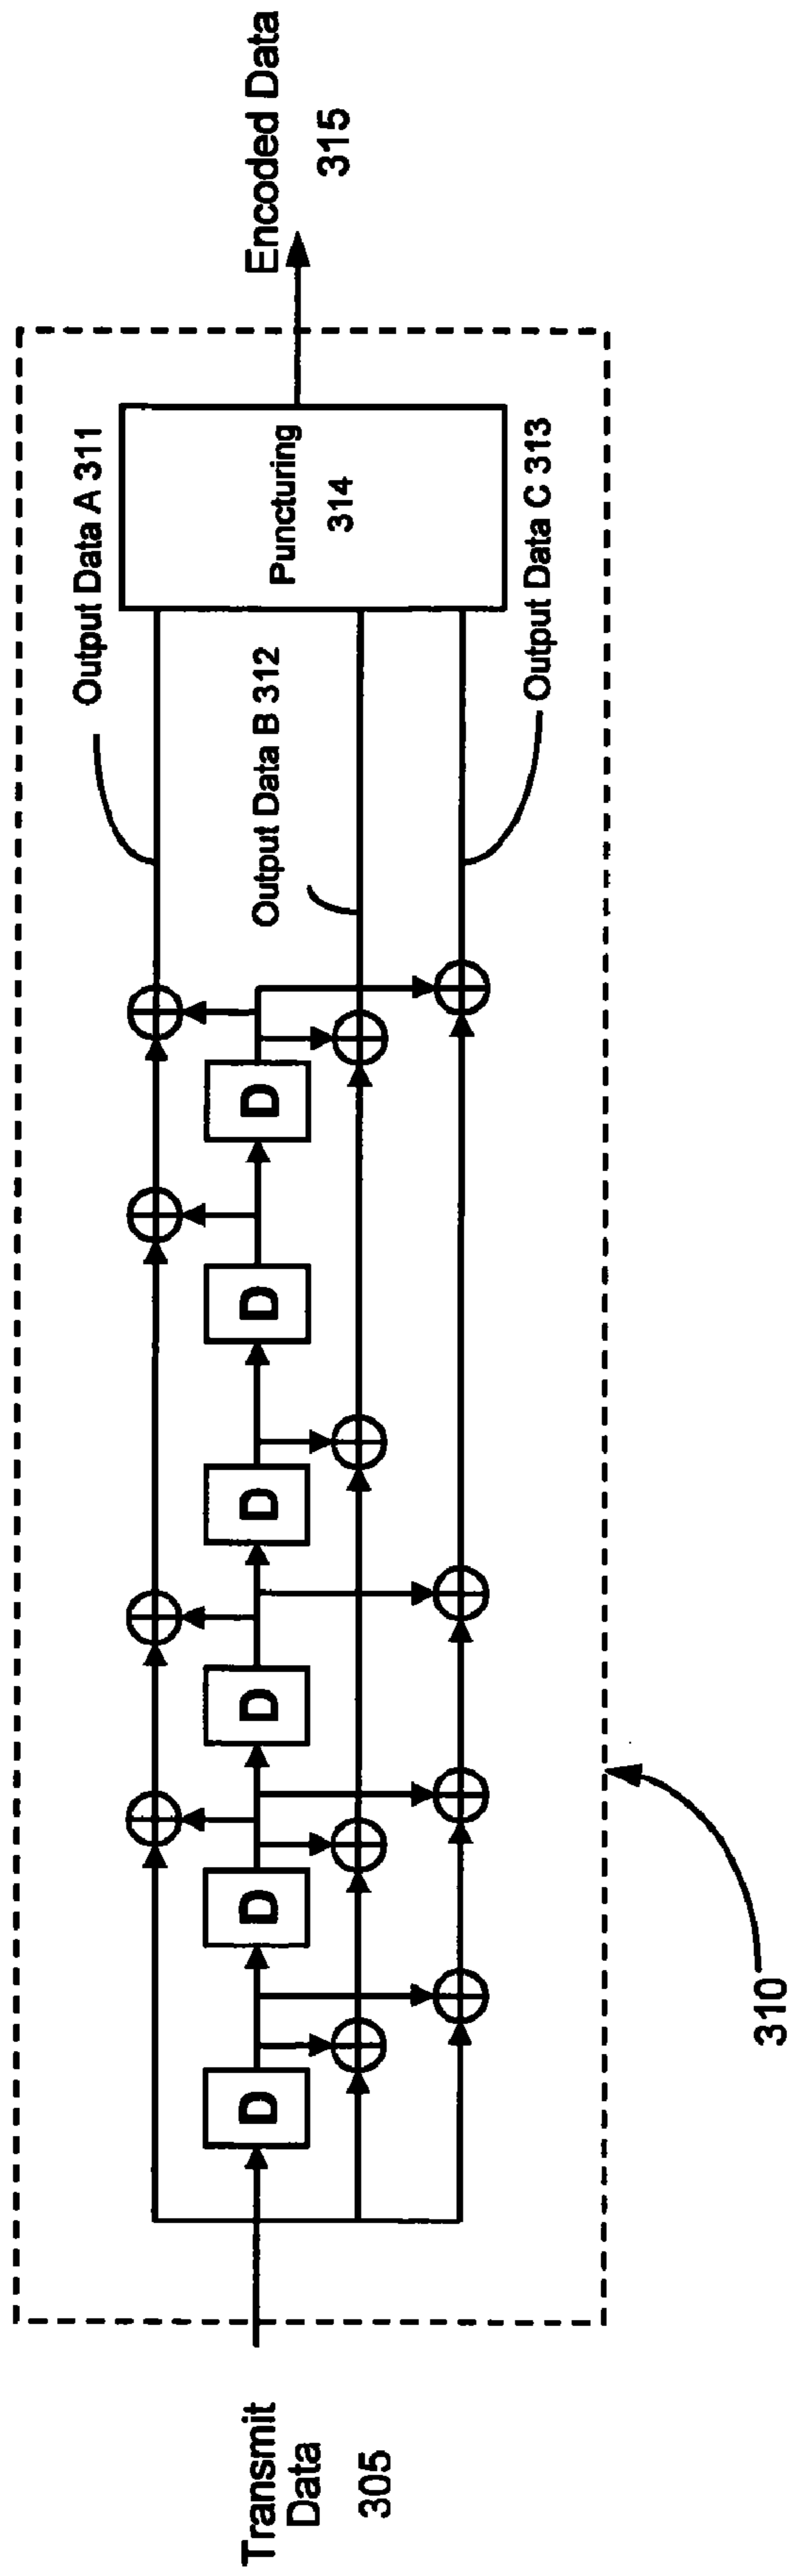 Transmit
Data
305
D
D
D
D
D
D
Output Data A 311
Output Data B 312
Output Data C 313
Puncturing
314
Encoded Data
315
310